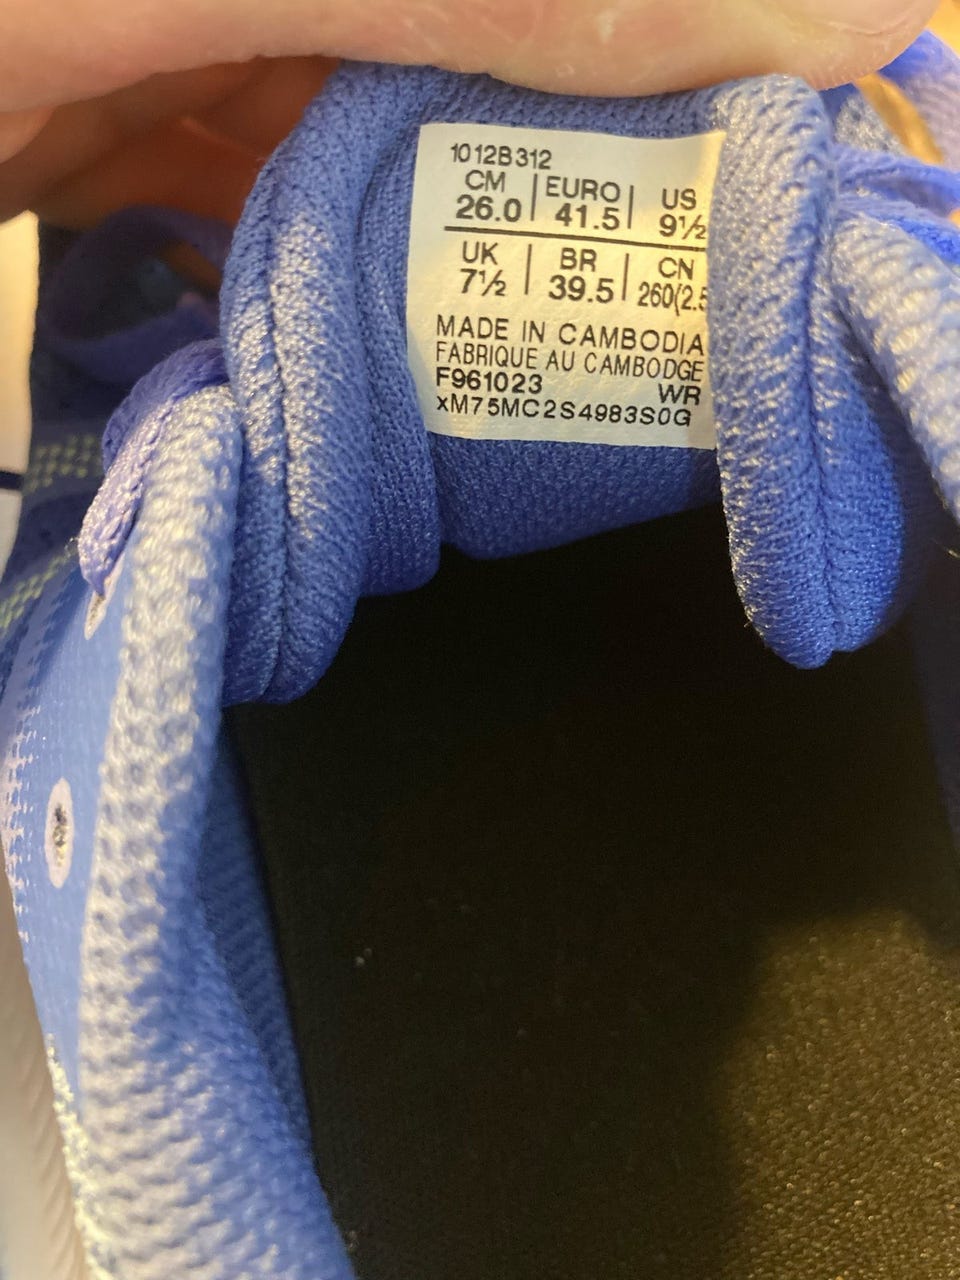 1012B312
CM | EURO | US
26.0 | 41.5 | 9½
UK | BR | CN
7½ | 39.5 | 260(2.5
MADE IN CAMBODIA
FABRIQUE AU CAMBODGE
F961023 WR
xM75MC2S4983S0G